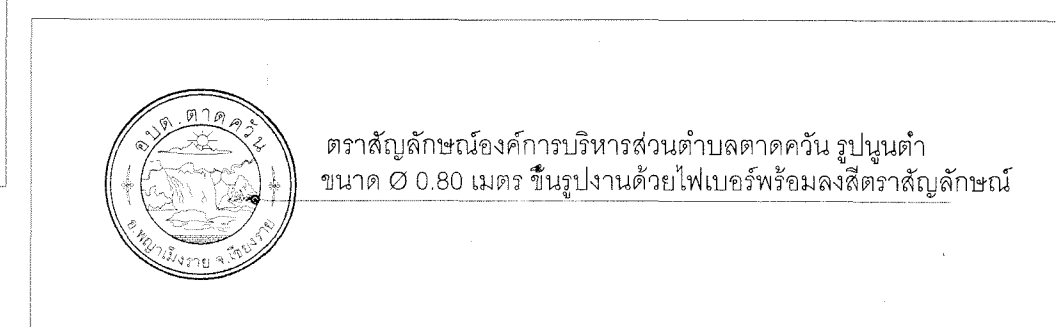 อบต.ตาดควัน
อ.พญาเม็งราย จ.เชียงราย
ตราสัญลักษณ์องค์การบริหารส่วนตำบลตาดควัน รูปนูนต่ำ
ขนาด Ø 0.80 เมตร ขึ้นรูปงานด้วยไฟเบอร์พร้อมลงสีตราสัญลักษณ์